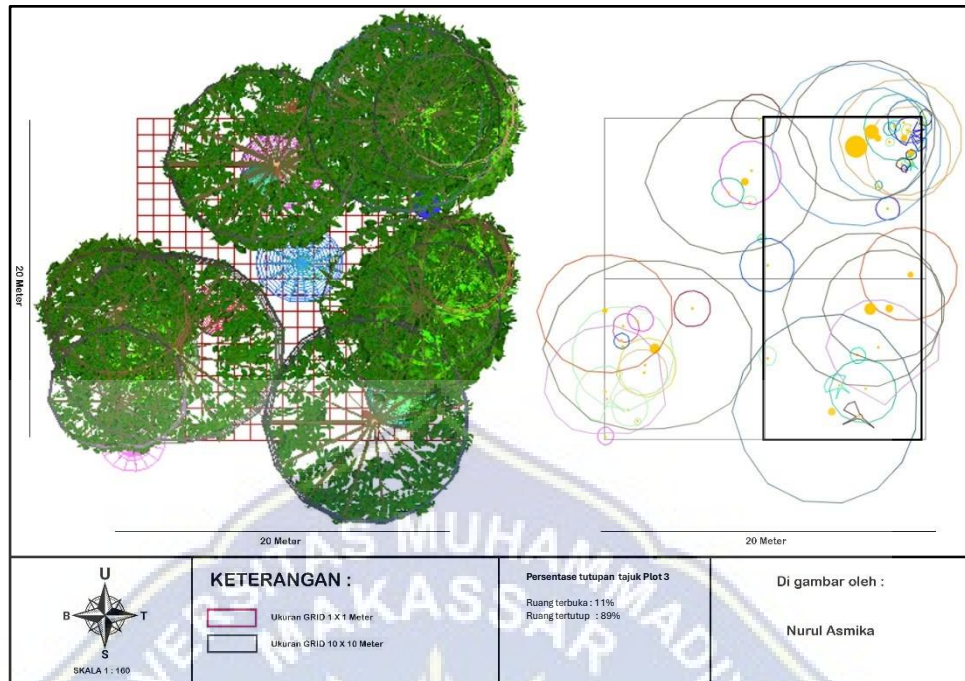 20 Meter
20 Meter
20 Meter
U
B
T
S
SKALA 1 : 160
KETERANGAN :
Ukuran GRID 1 X 1 Meter
Ukuran GRID 10 X 10 Meter
Persentase tutupan tajuk Plot 3
Ruang terbuka : 11%
Ruang tertutup : 89%
Di gambar oleh :
Nurul Asmika